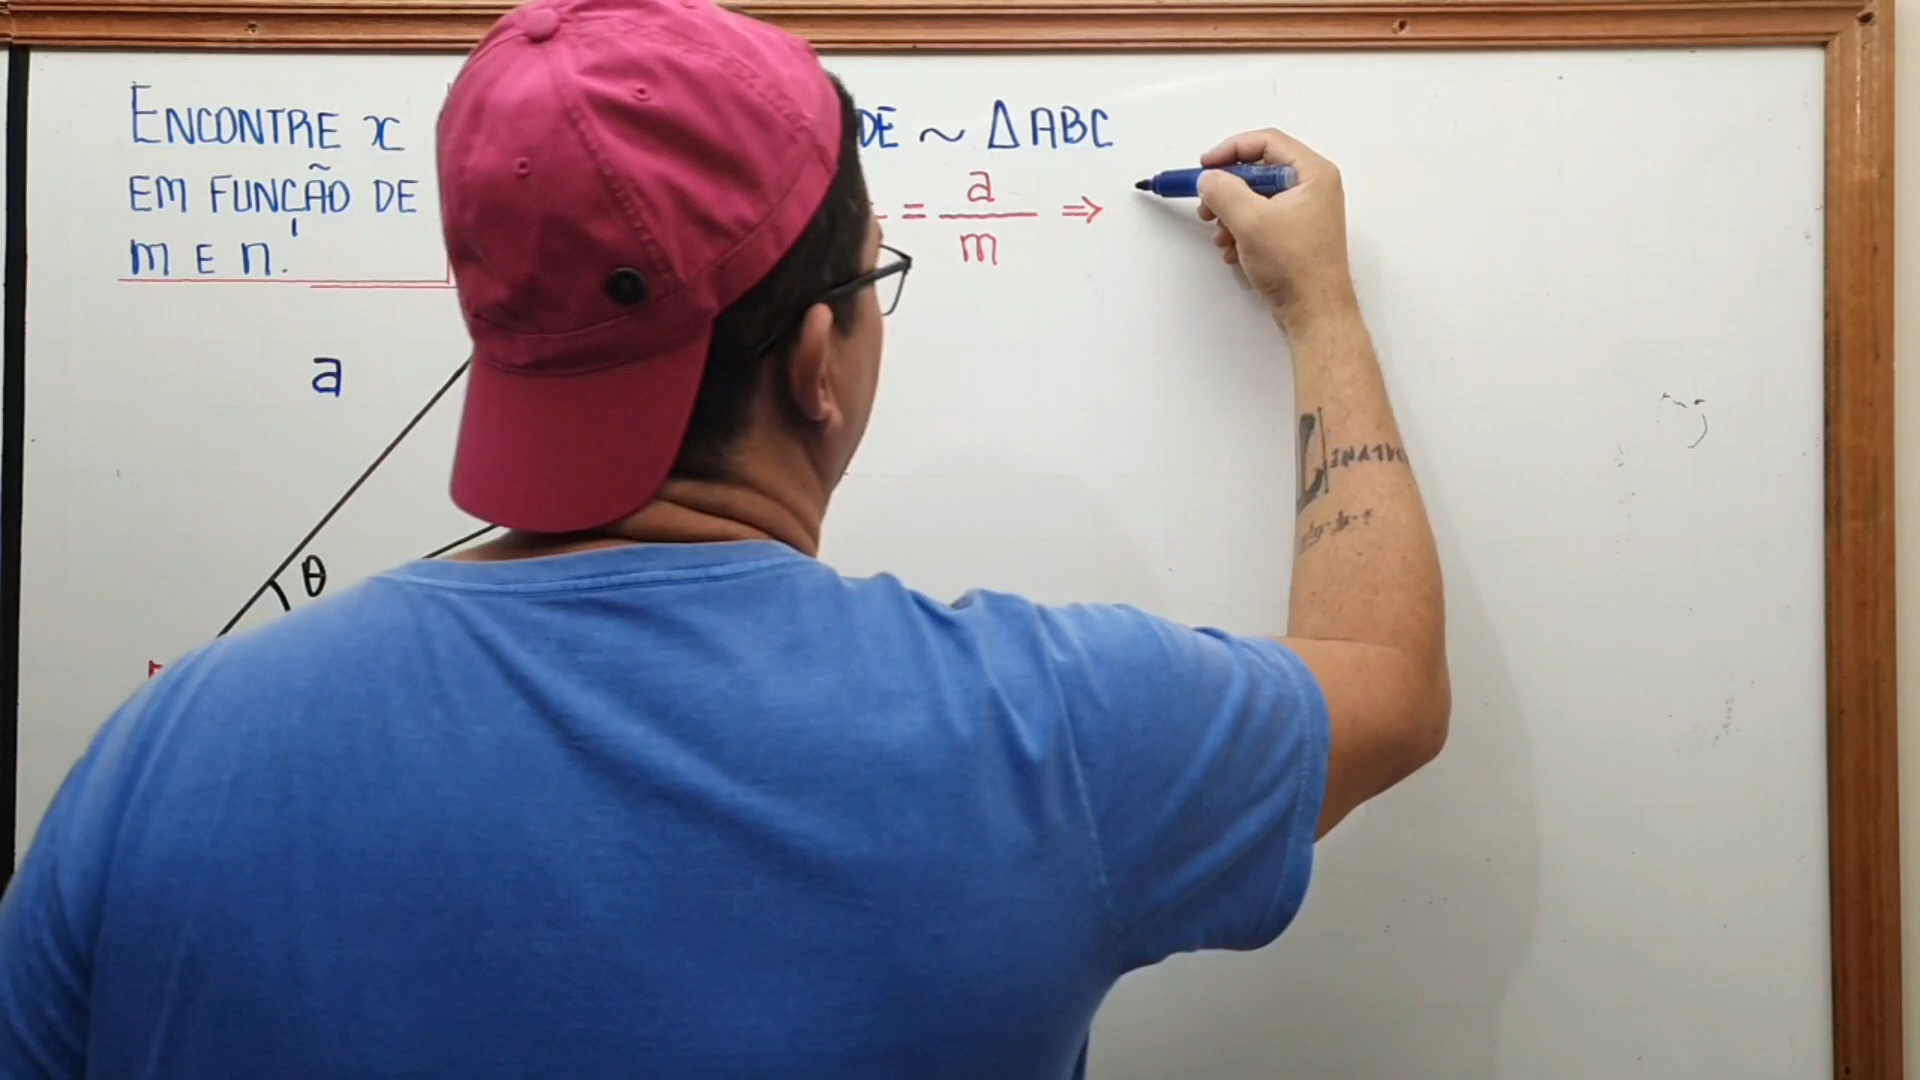 ENCONTRE x
DE ~ Δ ABC
EM FUNÇÃO DE
= a/m ⇒
m E n.
a
θ